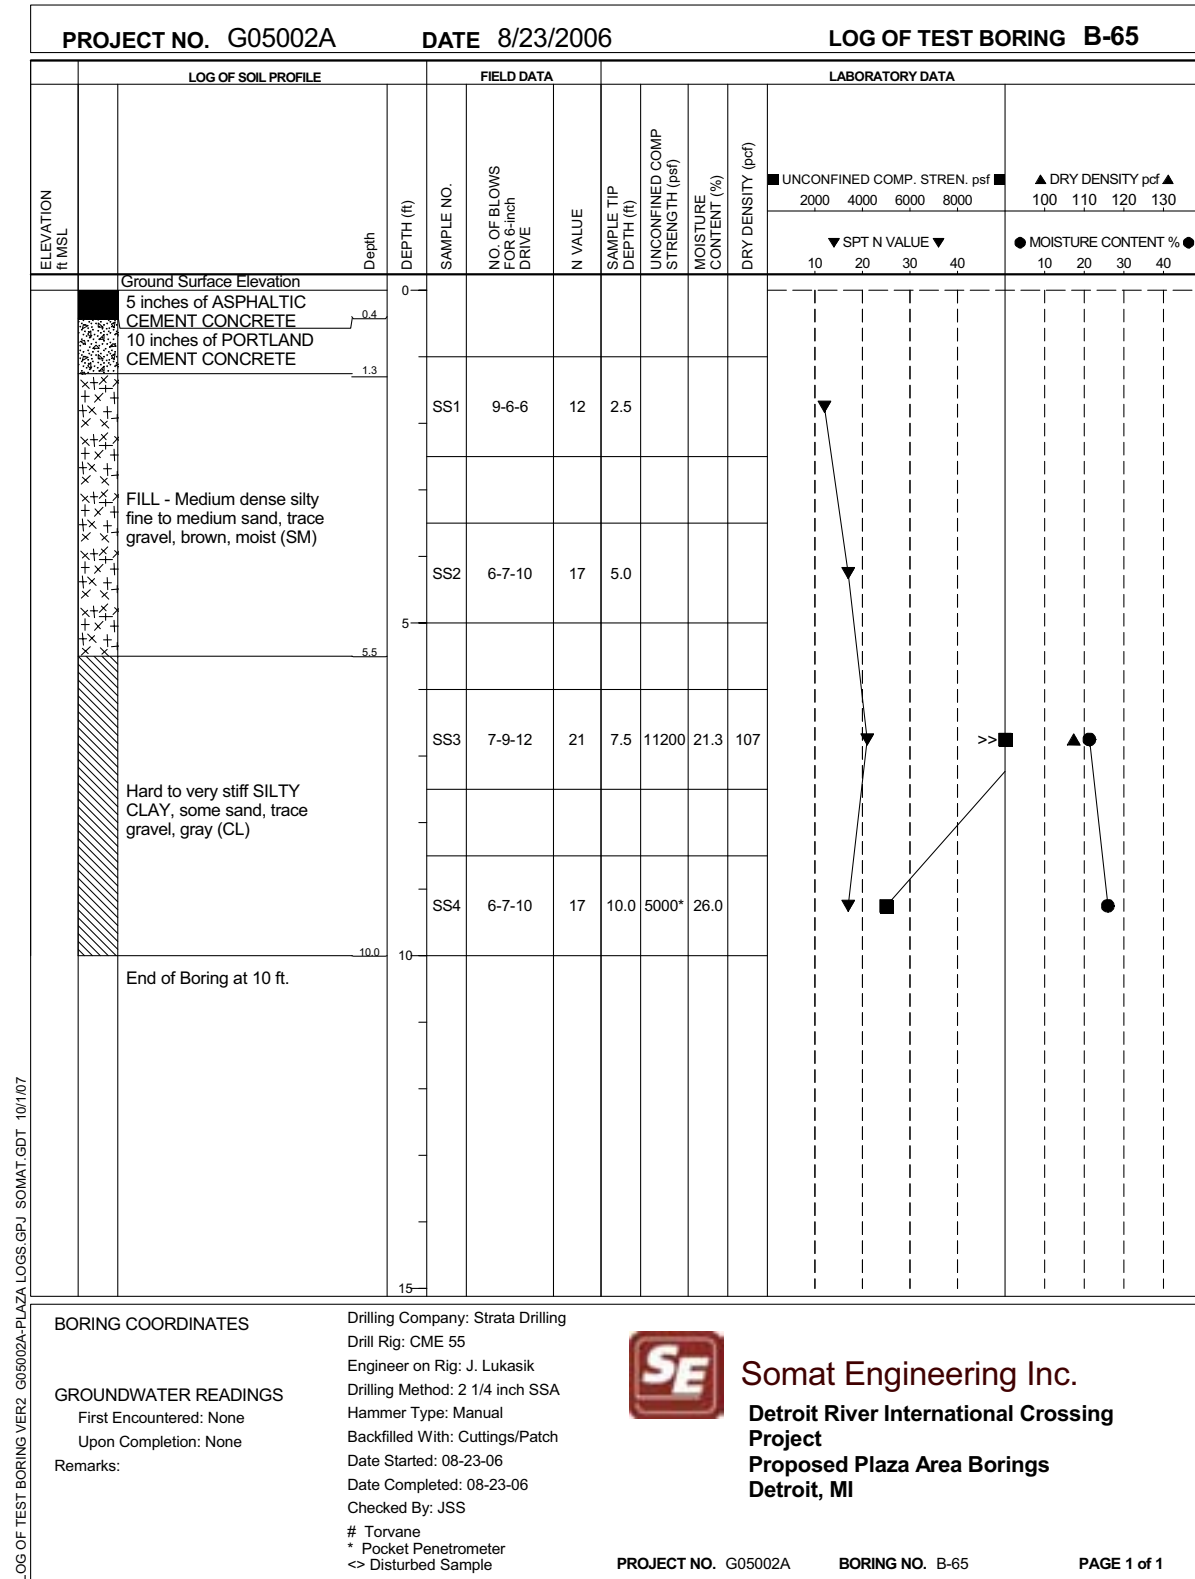 PROJECT NO. G05002A DATE 8/23/2006 LOG OF TEST BORING B-65
LOG OF SOIL PROFILE FIELD DATA LABORATORY DATA
ELEVATION
ft MSL
Depth
DEPTH (ft)
SAMPLE NO.
NO. OF BLOWS
FOR 6-inch
DRIVE
N VALUE
SAMPLE TIP
DEPTH (ft)
UNCONFINED COMP
STRENGTH (psf)
MOISTURE
CONTENT (%)
DRY DENSITY (pcf)
■ UNCONFINED COMP. STREN. psf ■ ▲ DRY DENSITY pcf ▲
2000 4000 6000 8000 100 110 120 130
▼ SPT N VALUE ▼ ● MOISTURE CONTENT % ●
10 20 30 40 10 20 30 40
Ground Surface Elevation
0
5 inches of ASPHALTIC
CEMENT CONCRETE 0.4
10 inches of PORTLAND
CEMENT CONCRETE
1.3
SS1 9-6-6 12 2.5
FILL - Medium dense silty
fine to medium sand, trace
gravel, brown, moist (SM)
SS2 6-7-10 17 5.0
5
5.5
SS3 7-9-12 21 7.5 11200 21.3 107 >>
Hard to very stiff SILTY
CLAY, some sand, trace
gravel, gray (CL)
SS4 6-7-10 17 10.0 5000* 26.0
10.0 10
End of Boring at 10 ft.
15
LOG OF TEST BORING VER2 G05002A-PLAZA LOGS.GPJ SOMAT.GDT 10/1/07
BORING COORDINATES
GROUNDWATER READINGS
First Encountered: None
Upon Completion: None
Remarks:
Drilling Company: Strata Drilling
Drill Rig: CME 55
Engineer on Rig: J. Lukasik
Drilling Method: 2 1/4 inch SSA
Hammer Type: Manual
Backfilled With: Cuttings/Patch
Date Started: 08-23-06
Date Completed: 08-23-06
Checked By: JSS
# Torvane
* Pocket Penetrometer
<> Disturbed Sample
SE
Somat Engineering Inc.
Detroit River International Crossing
Project
Proposed Plaza Area Borings
Detroit, MI
PROJECT NO. G05002A BORING NO. B-65 PAGE 1 of 1